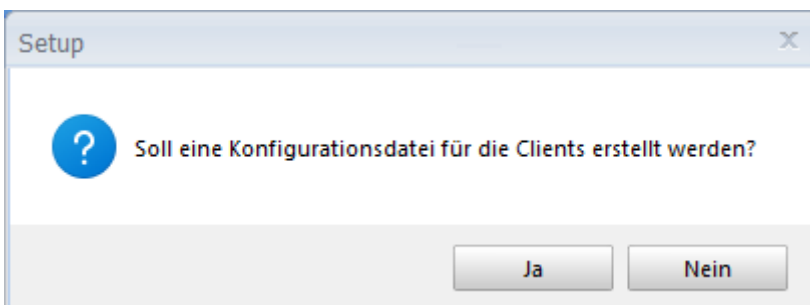 Setup
Soll eine Konfigurationsdatei für die Clients erstellt werden?
Ja
Nein